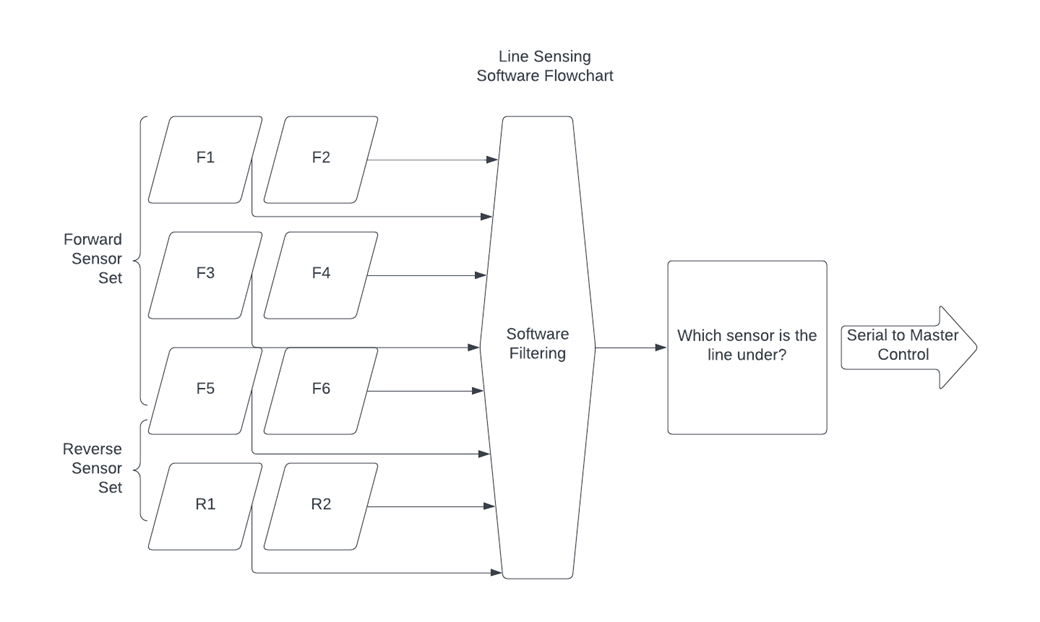 Line Sensing
Software Flowchart
F1
F2
Forward
Sensor
Set
F3
F4
F5
F6
Reverse
Sensor
Set
R1
R2
Software
Filtering
Which sensor is the
line under?
Serial to Master
Control